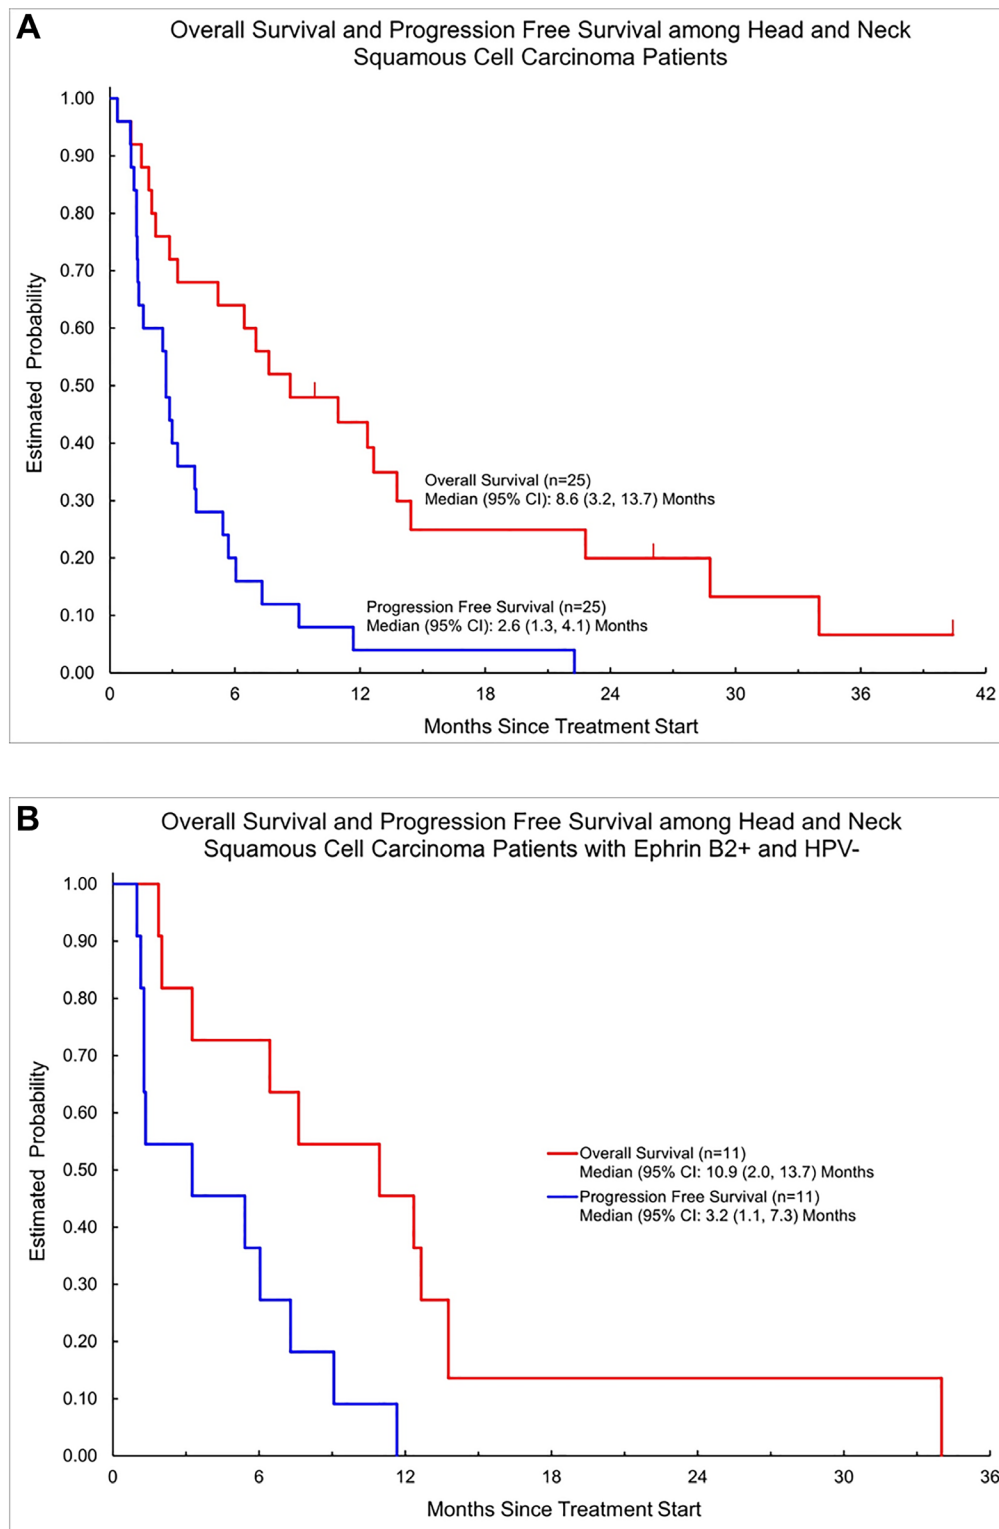 A
Overall Survival and Progression Free Survival among Head and Neck
Squamous Cell Carcinoma Patients
1.00
0.90
0.80
0.70
0.60
0.50
0.40
0.30
0.20
0.10
0.00
Estimated Probability
Overall Survival (n=25)
Median (95% CI): 8.6 (3.2, 13.7) Months
Progression Free Survival (n=25)
Median (95% CI): 2.6 (1.3, 4.1) Months
0 6 12 18 24 30 36 42
Months Since Treatment Start
B
Overall Survival and Progression Free Survival among Head and Neck
Squamous Cell Carcinoma Patients with Ephrin B2+ and HPV-
1.00
0.90
0.80
0.70
0.60
0.50
0.40
0.30
0.20
0.10
0.00
Estimated Probability
Overall Survival (n=11)
Median (95% CI: 10.9 (2.0, 13.7) Months
Progression Free Survival (n=11)
Median (95% CI: 3.2 (1.1, 7.3) Months
0 6 12 18 24 30 36
Months Since Treatment Start